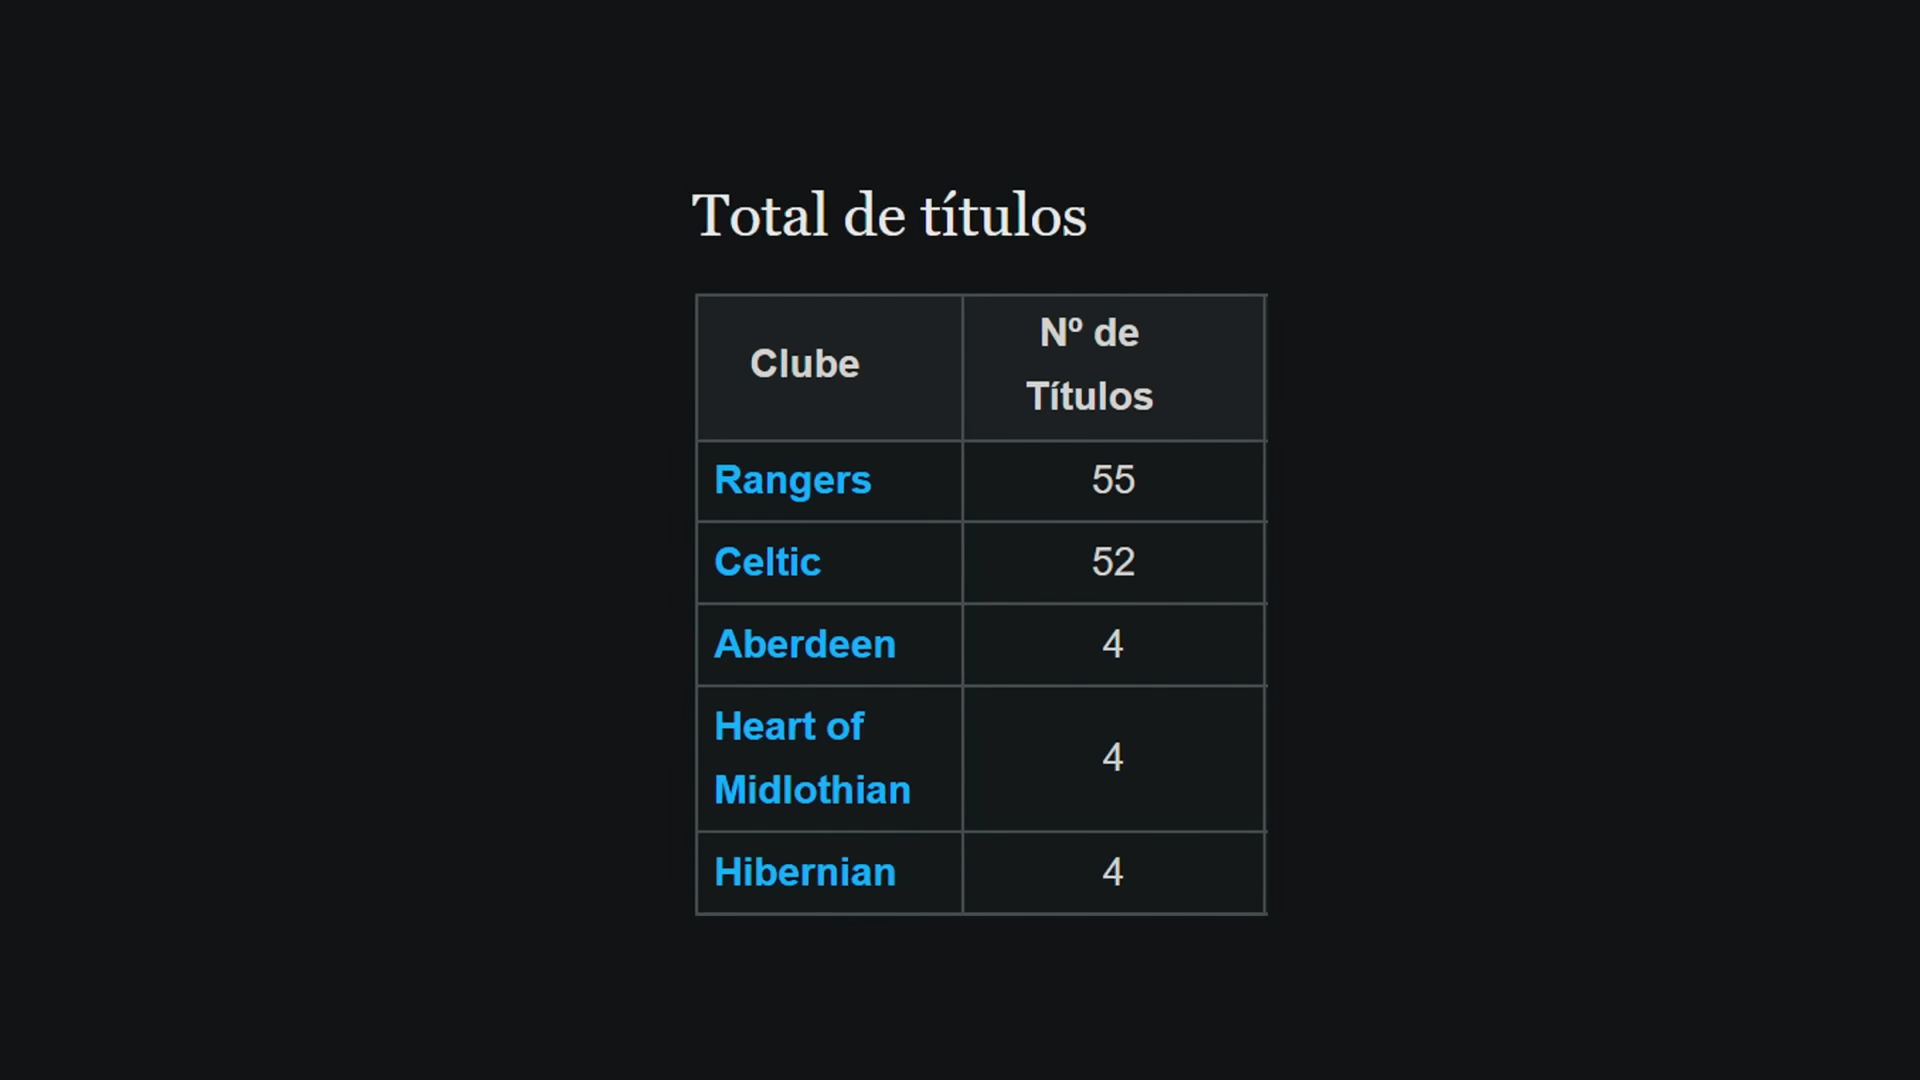 Total de títulos
Clube
Nº de
Títulos
Rangers
55
Celtic
52
Aberdeen
4
Heart of
Midlothian
4
Hibernian
4